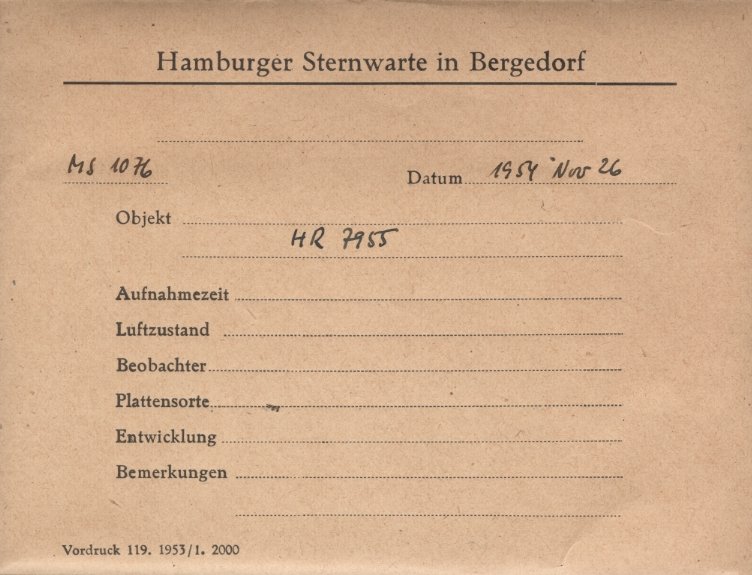 Hamburger Sternwarte in Bergedorf
MS 1076 Datum 1954 Nov 26
Objekt
HR 7955
Aufnahmezeit
Luftzustand
Beobachter
Plattensorte
Entwicklung
Bemerkungen
Vordruck 119. 1953/1. 2000